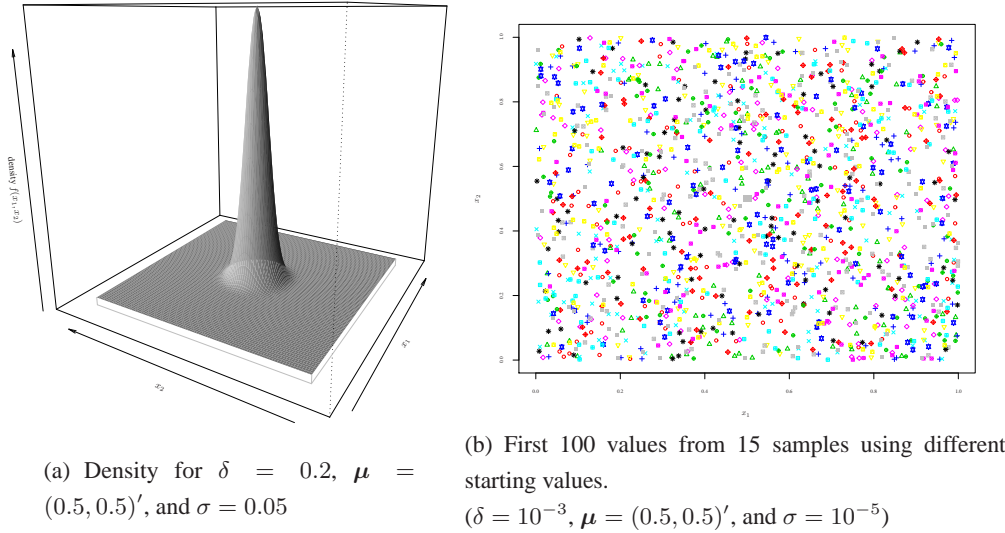 density f(x₁, x₂)
x₂
x₁
1.0
0.8
0.6
0.4
0.2
0.0
x₂
0.0 0.2 0.4 0.6 0.8 1.0
x₁
(a) Density for δ = 0.2, μ =
(0.5, 0.5)′, and σ = 0.05
(b) First 100 values from 15 samples using different
starting values.
(δ = 10⁻³, μ = (0.5, 0.5)′, and σ = 10⁻⁵)